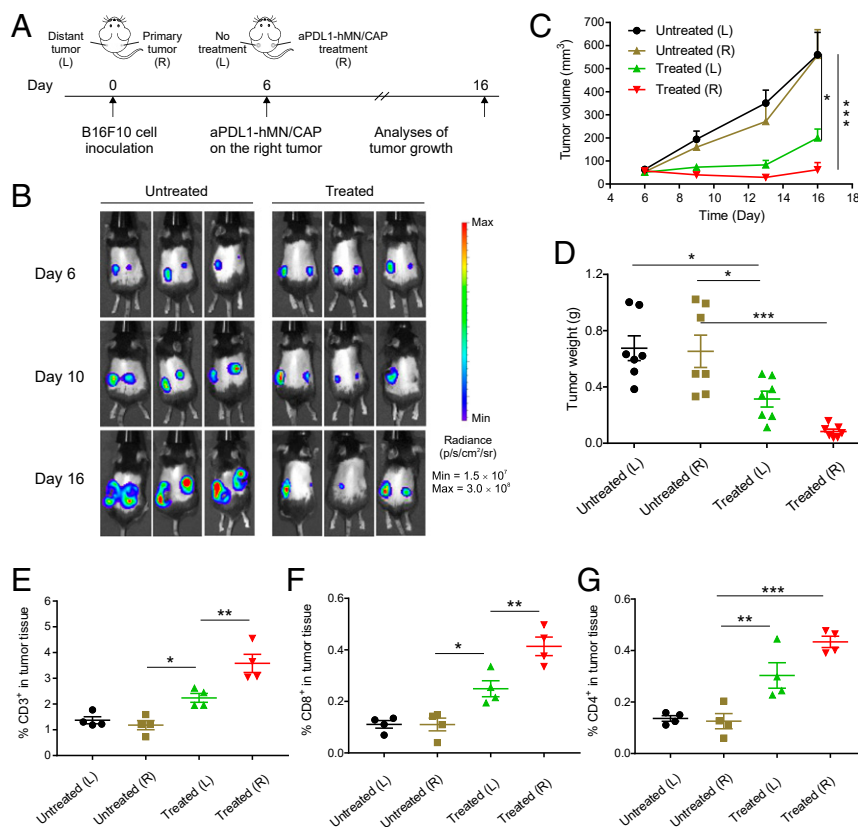 A
Distant
tumor
(L)
Primary
tumor
(R)
No
treatment
(L)
aPDL1-hMN/CAP
treatment
(R)
Day
0
6
16
B16F10 cell
inoculation
aPDL1-hMN/CAP
on the right tumor
Analyses of
tumor growth
B
Untreated
Treated
Day 6
Day 10
Day 16
Max
Min
Radiance
(p/s/cm²/sr)
Min = 1.5 × 10⁷
Max = 3.0 × 10⁸
C
Tumor volume (mm³)
700
600
500
400
300
200
100
0
4 6 8 10 12 14 16 18
Time (Day)
Untreated (L)
Untreated (R)
Treated (L)
Treated (R)
*
***
D
Tumor weight (g)
1.2
0.8
0.4
0.0
*
*
***
Untreated (L)
Untreated (R)
Treated (L)
Treated (R)
E
% CD3⁺ in tumor tissue
6
5
4
3
2
1
0
*
**
Untreated (L)
Untreated (R)
Treated (L)
Treated (R)
F
% CD8⁺ in tumor tissue
0.6
0.4
0.2
0.0
*
**
Untreated (L)
Untreated (R)
Treated (L)
Treated (R)
G
% CD4⁺ in tumor tissue
0.6
0.4
0.2
0.0
**
***
Untreated (L)
Untreated (R)
Treated (L)
Treated (R)